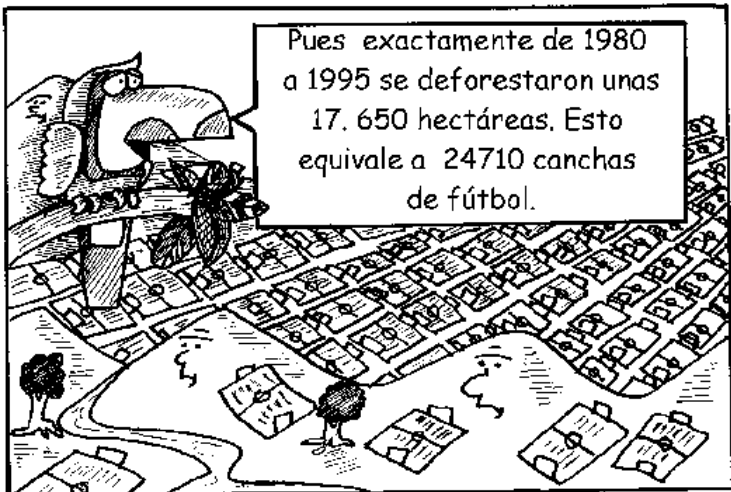 Pues exactamente de 1980
a 1995 se deforestaron unas
17.650 hectáreas. Esto
equivale a 24710 canchas
de fútbol.